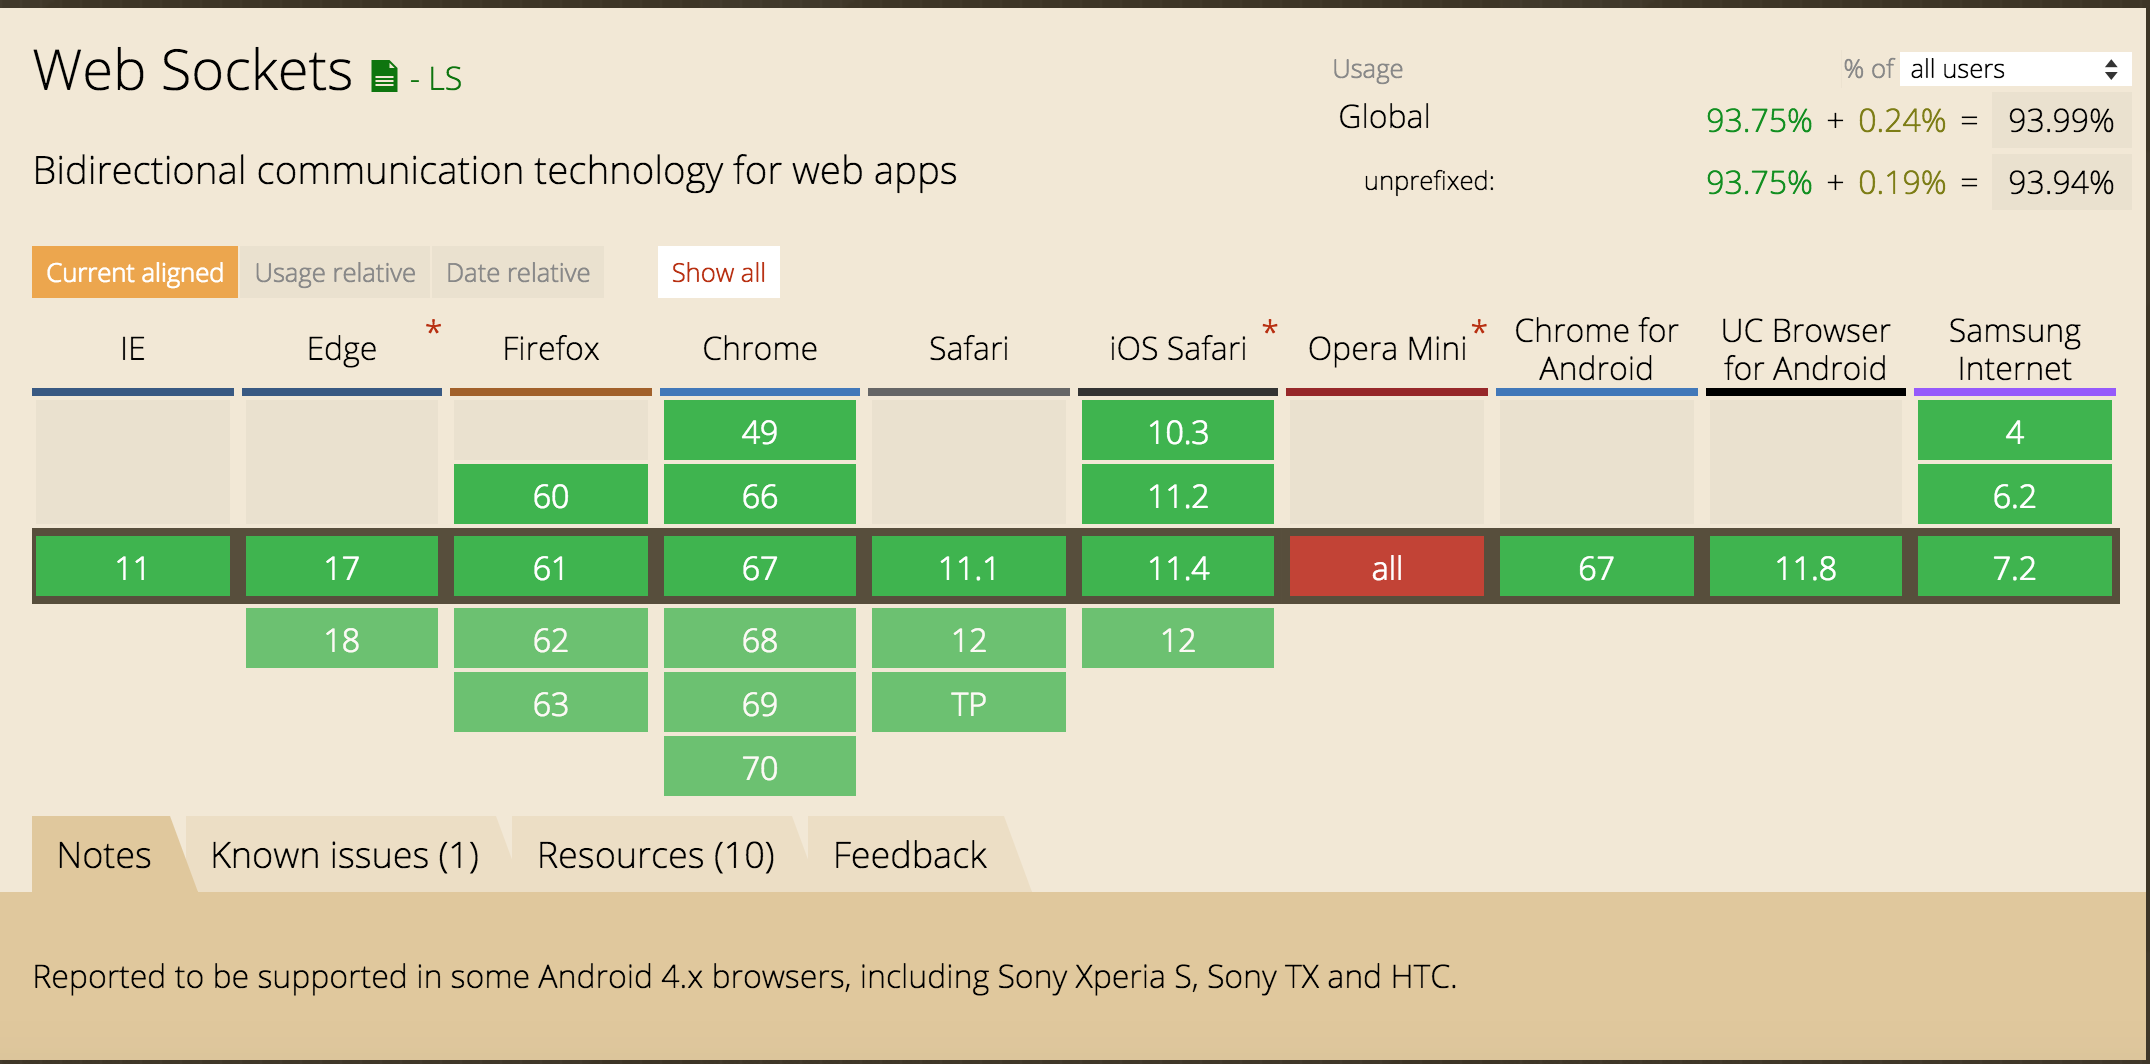 Web Sockets - LS
Usage % of all users
Global 93.75% + 0.24% = 93.99%
Bidirectional communication technology for web apps
unprefixed: 93.75% + 0.19% = 93.94%
Current aligned Usage relative Date relative Show all
IE Edge * Firefox Chrome Safari iOS Safari * Opera Mini * Chrome for Android UC Browser for Android Samsung Internet
49 10.3 4
60 66 11.2 6.2
11 17 61 67 11.1 11.4 all 67 11.8 7.2
18 62 68 12 12
63 69 TP
70
Notes Known issues (1) Resources (10) Feedback
Reported to be supported in some Android 4.x browsers, including Sony Xperia S, Sony TX and HTC.